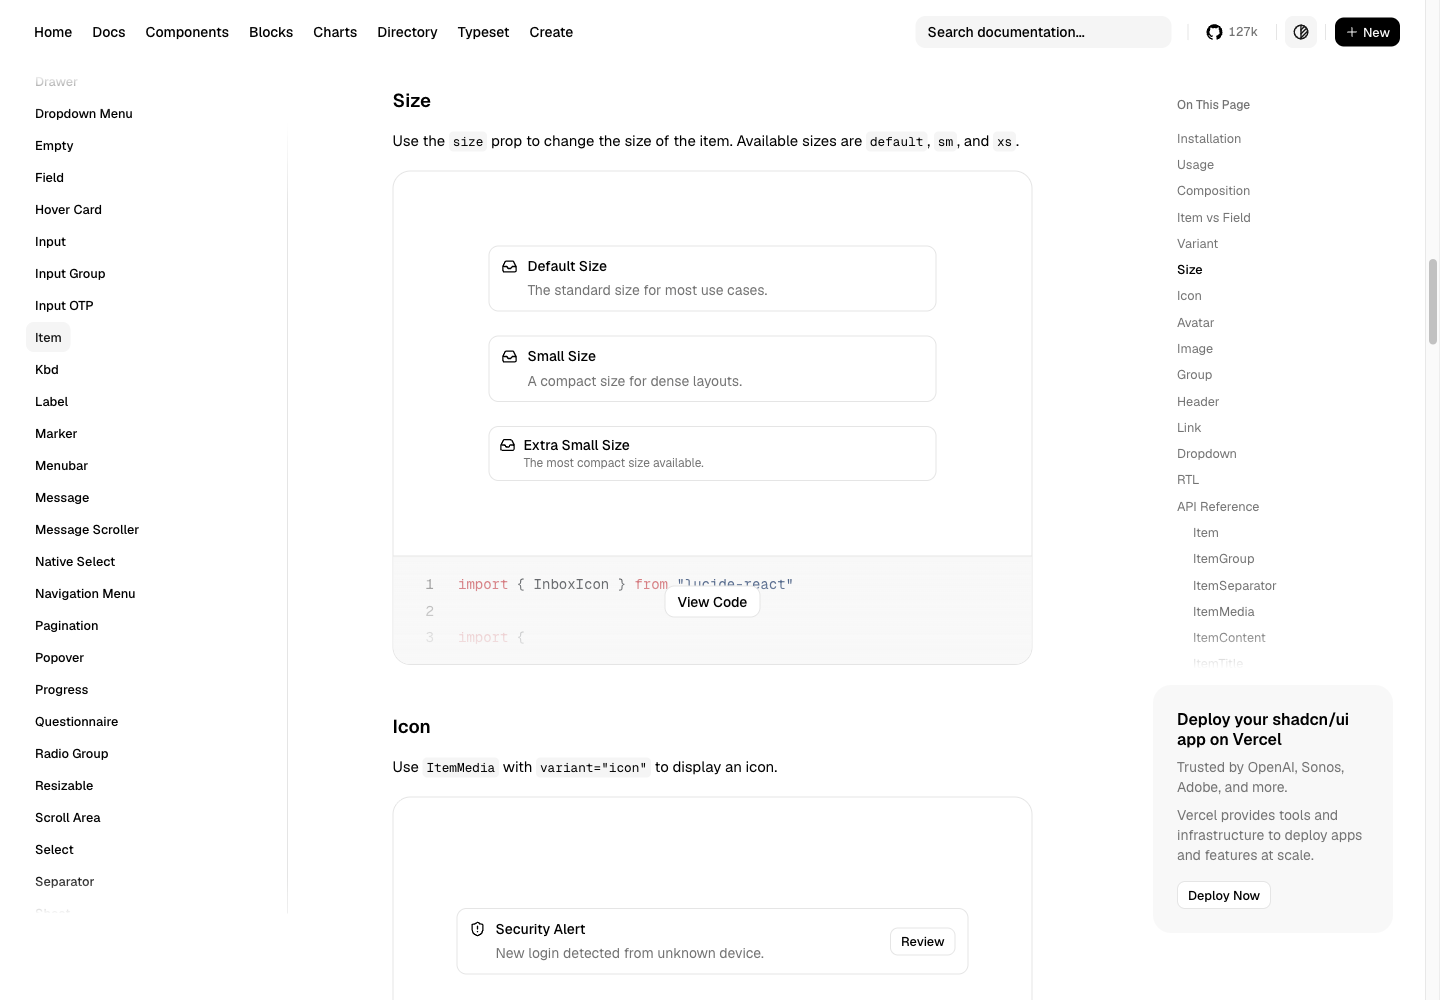 Home Docs Components Blocks Charts Directory Typeset Create
Search documentation...
127k
New
Drawer
Dropdown Menu
Empty
Field
Hover Card
Input
Input Group
Input OTP
Item
Kbd
Label
Marker
Menubar
Message
Message Scroller
Native Select
Navigation Menu
Pagination
Popover
Progress
Questionnaire
Radio Group
Resizable
Scroll Area
Select
Separator
Size
Use the size prop to change the size of the item. Available sizes are default, sm, and xs.
Default Size
The standard size for most use cases.
Small Size
A compact size for dense layouts.
Extra Small Size
The most compact size available.
1 import { InboxIcon } from "lucide-react"
2
View Code
3 import {
Icon
Use ItemMedia with variant="icon" to display an icon.
Security Alert
New login detected from unknown device.
Review
On This Page
Installation
Usage
Composition
Item vs Field
Variant
Size
Icon
Avatar
Image
Group
Header
Link
Dropdown
RTL
API Reference
Item
ItemGroup
ItemSeparator
ItemMedia
ItemContent
ItemTitle
Deploy your shadcn/ui
app on Vercel
Trusted by OpenAI, Sonos,
Adobe, and more.
Vercel provides tools and
infrastructure to deploy apps
and features at scale.
Deploy Now